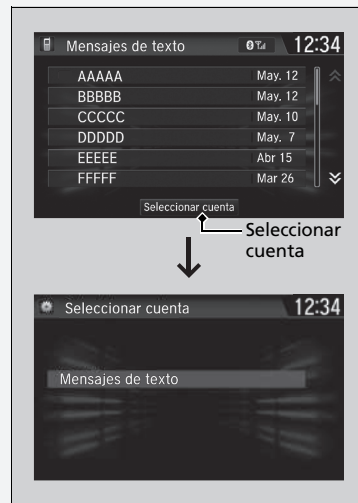 Mensajes de texto 12:34
AAAAA May. 12
BBBBB May. 12
CCCCC May. 10
DDDDD May. 7
EEEEE Abr 15
FFFFF Mar 26
Seleccionar cuenta
Seleccionar
cuenta
Seleccionar cuenta 12:34
Mensajes de texto